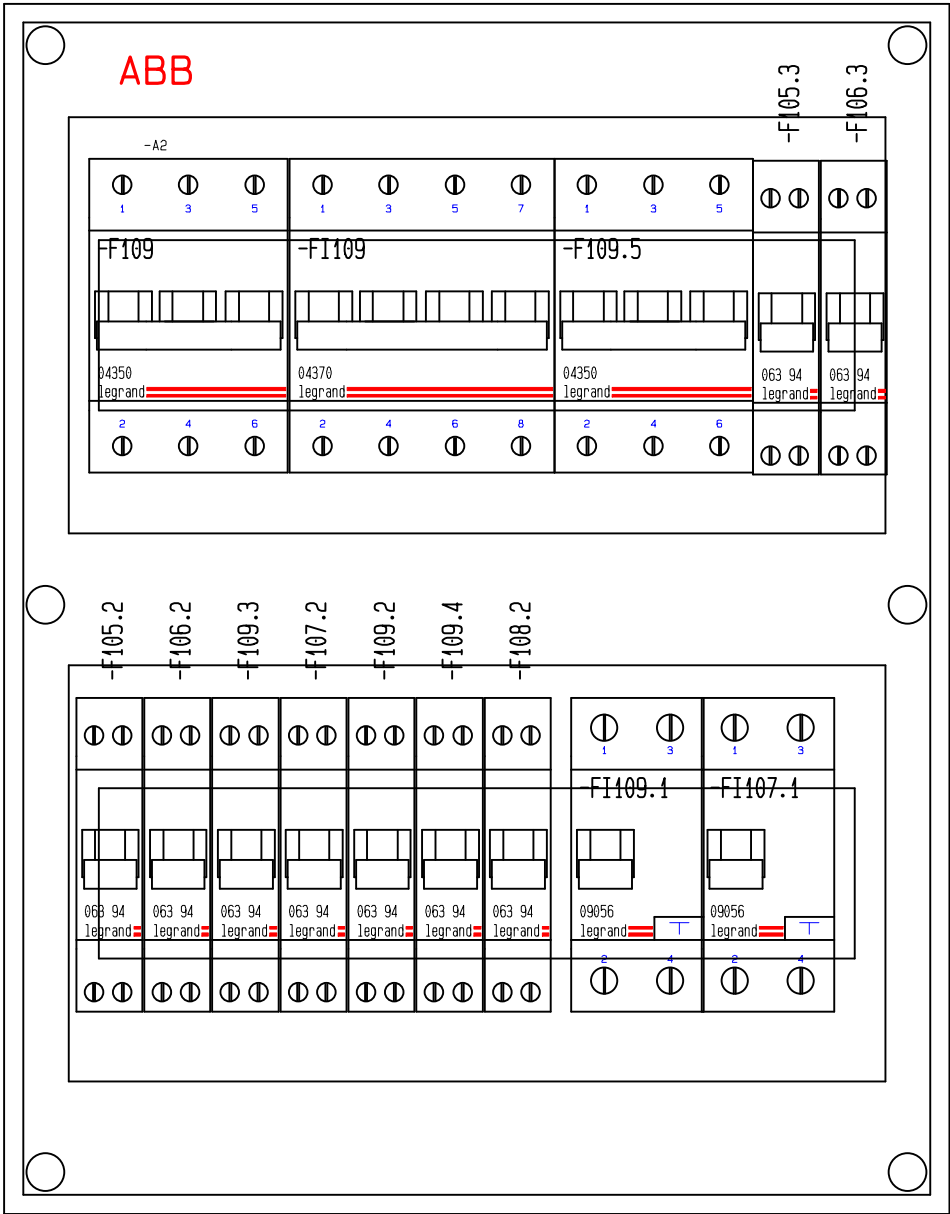 ABB
-F105.3 -F106.3
-A2
1 3 5 1 3 5 7 1 3 5
-F109 -FI109 -F109.5
04350 04370 04350 063 94 063 94
legrand legrand legrand legrand legrand
2 4 6 2 4 6 8 2 4 6
-F105.2 -F106.2 -F109.3 -F107.2 -F109.2 -F109.4 -F108.2
1 3 1 3
-FI109.1 -FI107.1
063 94 063 94 063 94 063 94 063 94 063 94 063 94 09056 09056
legrand legrand legrand legrand legrand legrand legrand legrand legrand
2 4 2 4